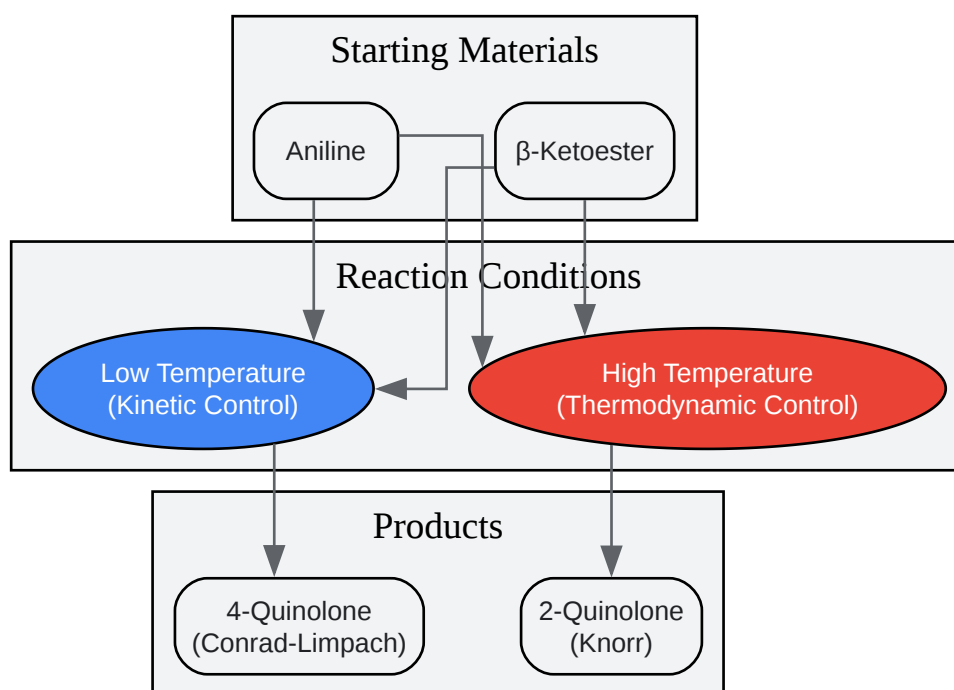 Starting Materials
Aniline
β-Ketoester
Reaction Conditions
Low Temperature
(Kinetic Control)
High Temperature
(Thermodynamic Control)
Products
4-Quinolone
(Conrad-Limpach)
2-Quinolone
(Knorr)